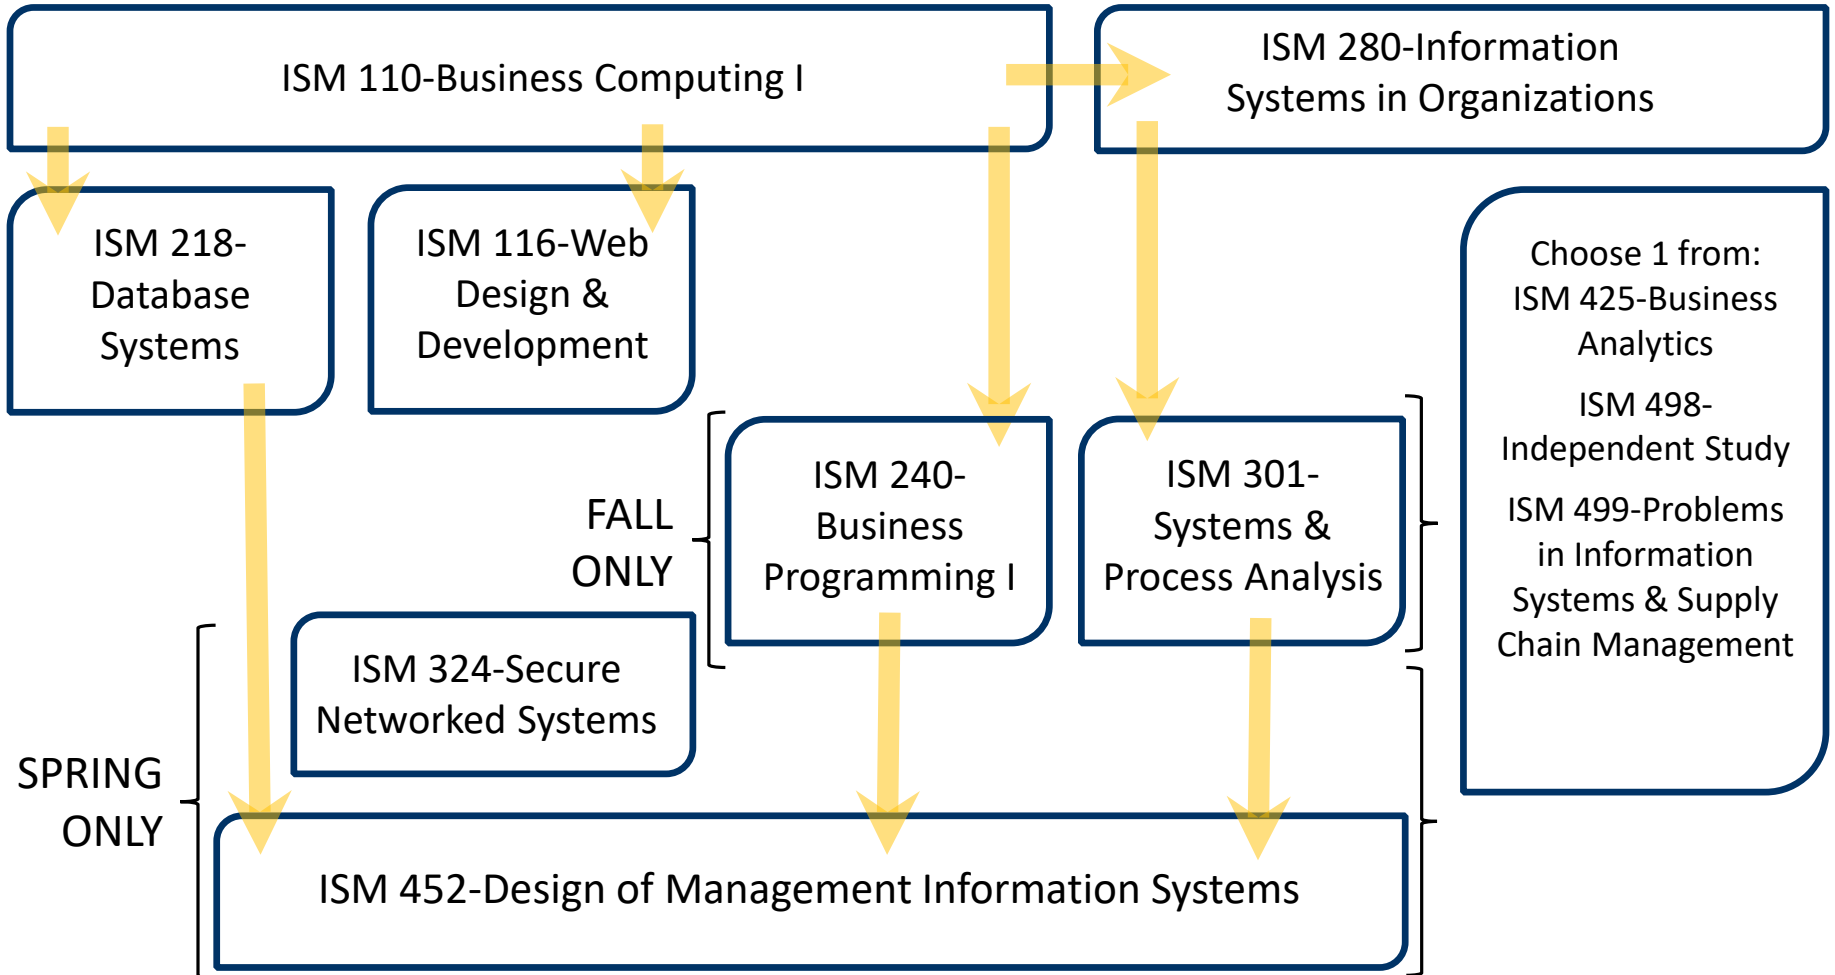 ISM 110-Business Computing I
ISM 280-Information
Systems in Organizations
ISM 218-
Database
Systems
ISM 116-Web
Design &
Development
Choose 1 from:
ISM 425-Business
Analytics
ISM 498-
Independent Study
ISM 499-Problems
in Information
Systems & Supply
Chain Management
FALL
ONLY
ISM 240-
Business
Programming I
ISM 301-
Systems &
Process Analysis
ISM 324-Secure
Networked Systems
SPRING
ONLY
ISM 452-Design of Management Information Systems